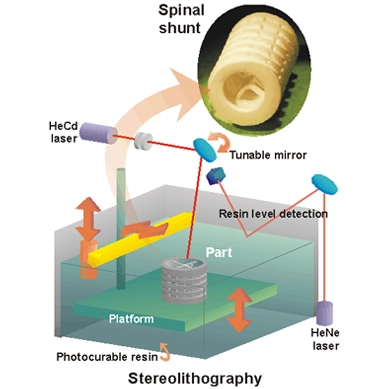 Spinal
shunt
HeCd
laser
Tunable mirror
Resin level detection
Part
Platform
HeNe
laser
Photocurable resin
Stereolithography